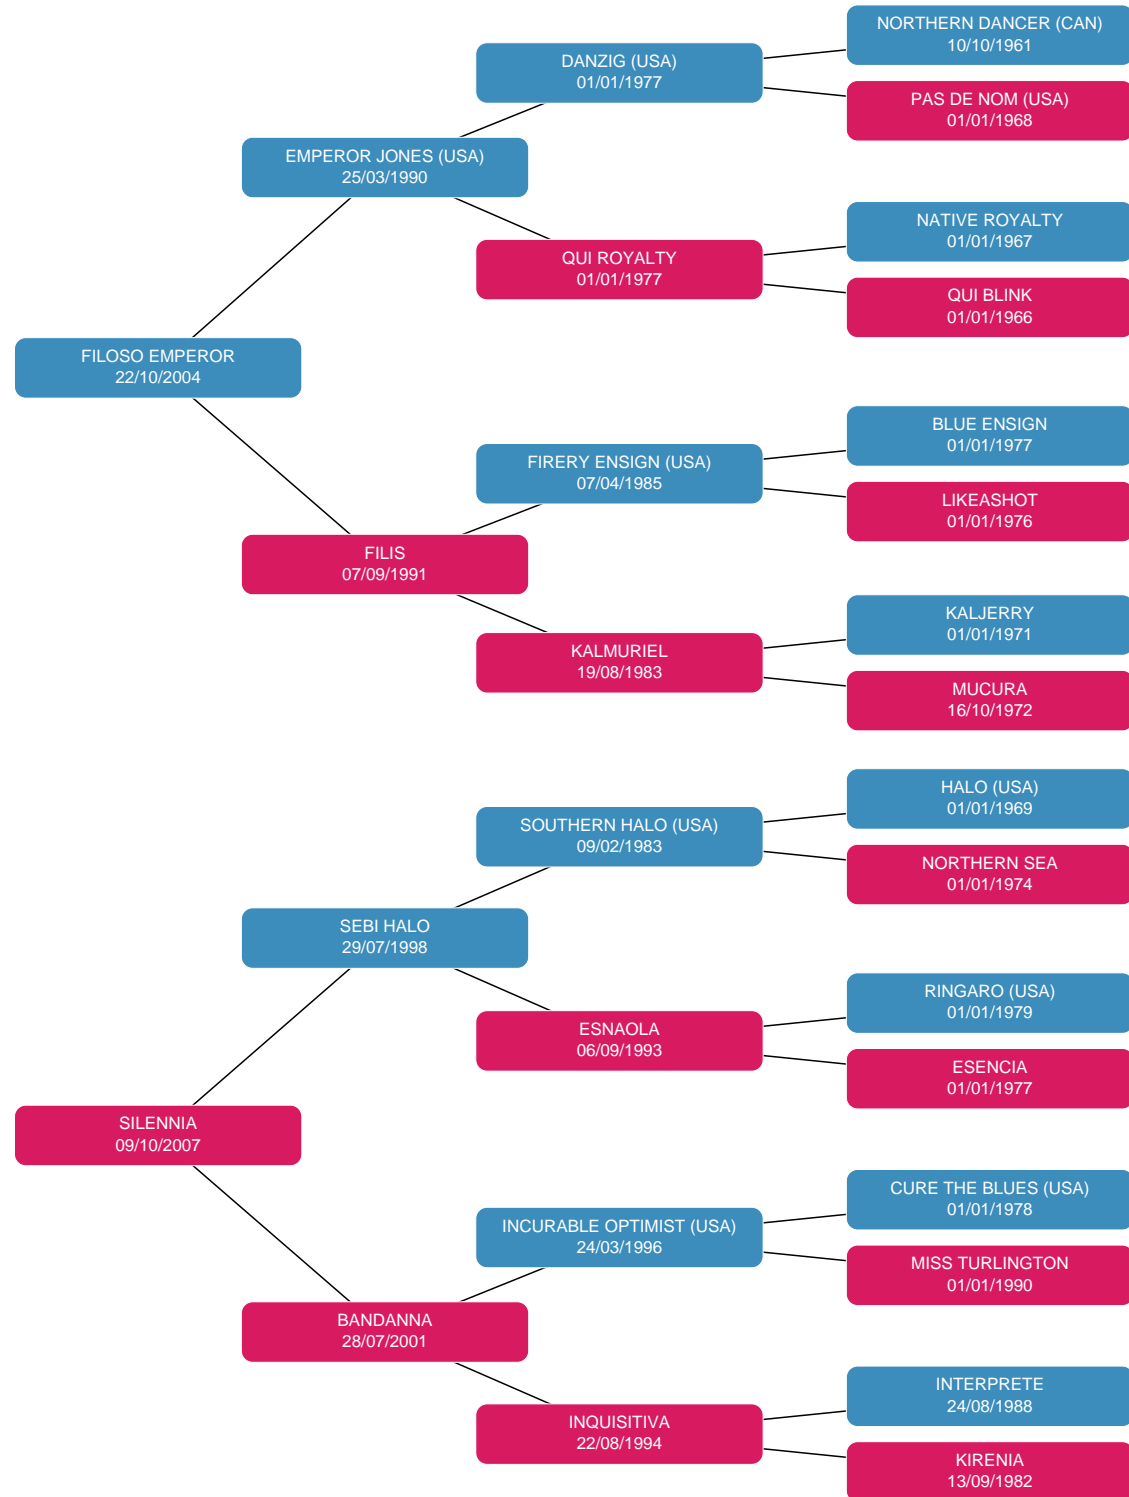 NORTHERN DANCER (CAN)
10/10/1961
DANZIG (USA)
01/01/1977
PAS DE NOM (USA)
01/01/1968
EMPEROR JONES (USA)
25/03/1990
NATIVE ROYALTY
01/01/1967
QUI ROYALTY
01/01/1977
QUI BLINK
01/01/1966
FILOSO EMPEROR
22/10/2004
BLUE ENSIGN
01/01/1977
FIRERY ENSIGN (USA)
07/04/1985
LIKEASHOT
01/01/1976
FILIS
07/09/1991
KALJERRY
01/01/1971
KALMURIEL
19/08/1983
MUCURA
16/10/1972
HALO (USA)
01/01/1969
SOUTHERN HALO (USA)
09/02/1983
NORTHERN SEA
01/01/1974
SEBI HALO
29/07/1998
RINGARO (USA)
01/01/1979
ESNAOLA
06/09/1993
ESENCIA
01/01/1977
SILENNIA
09/10/2007
CURE THE BLUES (USA)
01/01/1978
INCURABLE OPTIMIST (USA)
24/03/1996
MISS TURLINGTON
01/01/1990
BANDANNA
28/07/2001
INTERPRETE
24/08/1988
INQUISITIVA
22/08/1994
KIRENIA
13/09/1982